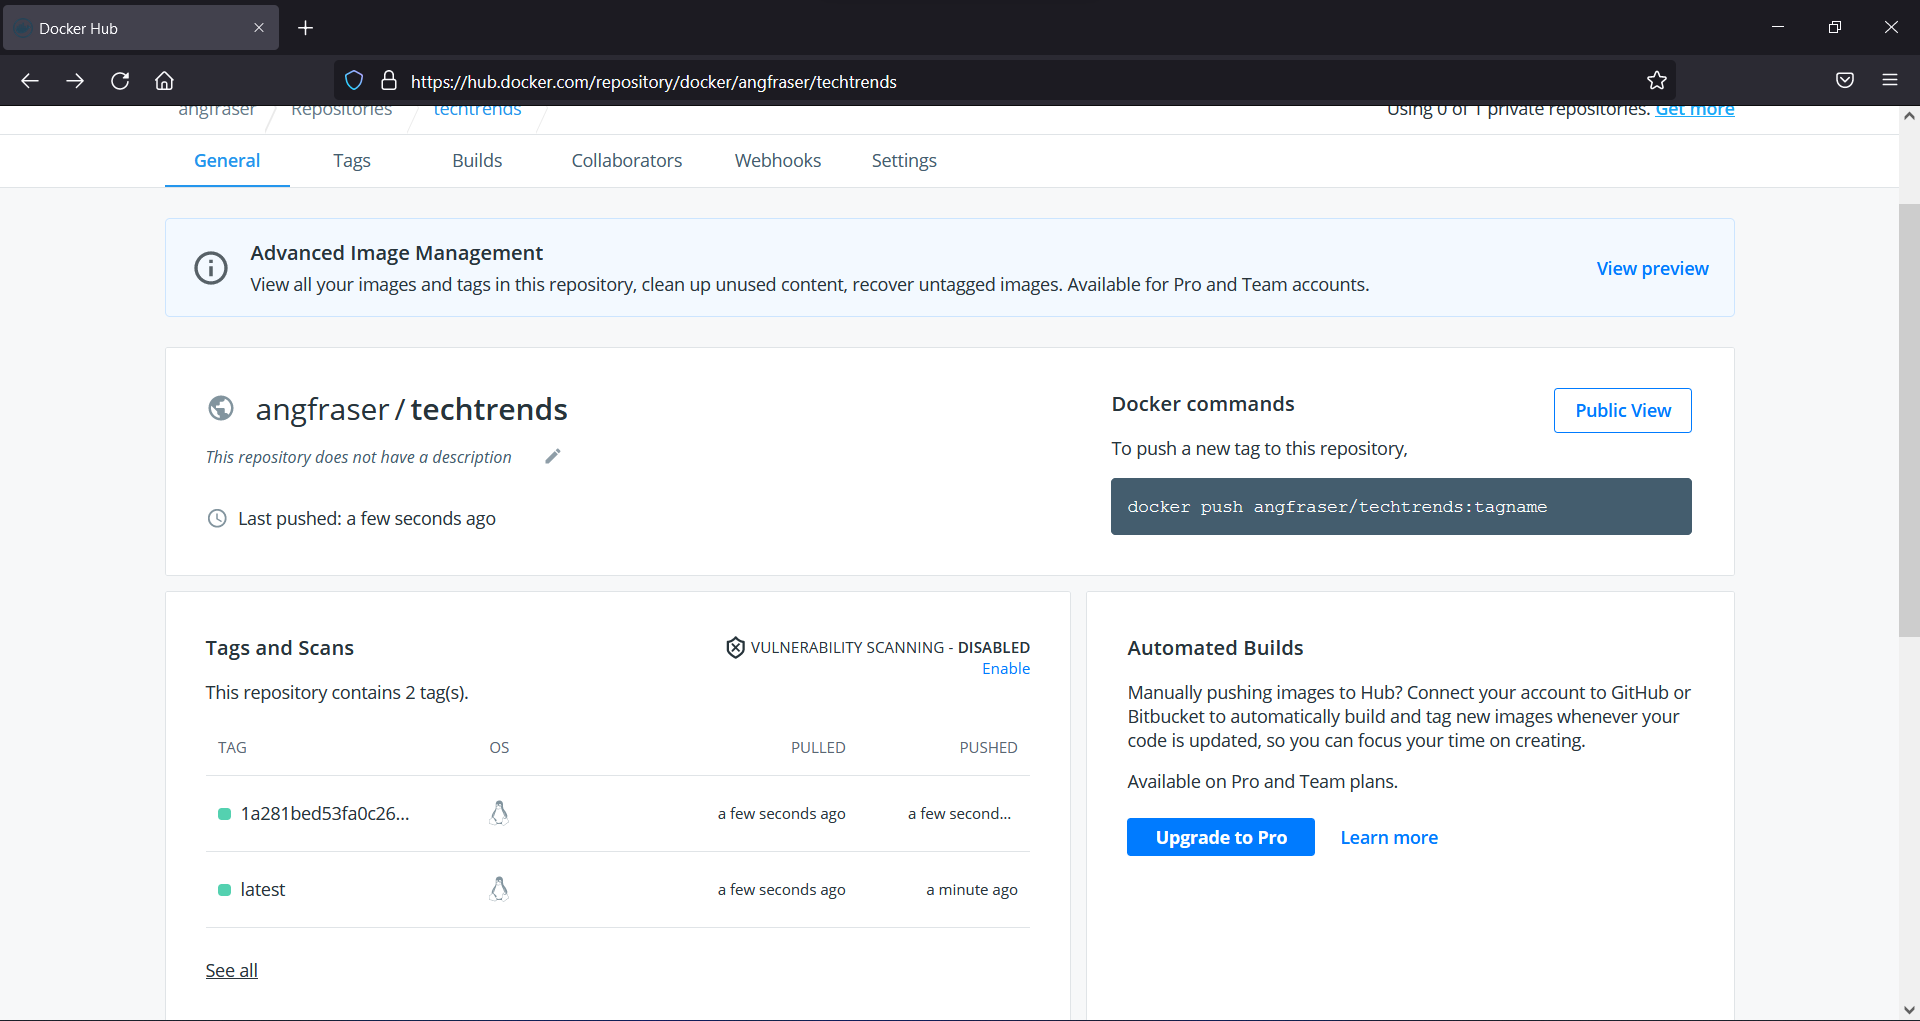 Docker Hub
https://hub.docker.com/repository/docker/angfraser/techtrends
angfraser Repositories techtrends Using 0 of 1 private repositories. Get more
General Tags Builds Collaborators Webhooks Settings
Advanced Image Management
View all your images and tags in this repository, clean up unused content, recover untagged images. Available for Pro and Team accounts.
View preview
angfraser / techtrends
This repository does not have a description
Last pushed: a few seconds ago
Docker commands
Public View
To push a new tag to this repository,
docker push angfraser/techtrends:tagname
Tags and Scans
VULNERABILITY SCANNING - DISABLED
Enable
This repository contains 2 tag(s).
TAG OS PULLED PUSHED
1a281bed53fa0c26... a few seconds ago a few second...
latest a few seconds ago a minute ago
See all
Automated Builds
Manually pushing images to Hub? Connect your account to GitHub or
Bitbucket to automatically build and tag new images whenever your
code is updated, so you can focus your time on creating.
Available on Pro and Team plans.
Upgrade to Pro Learn more